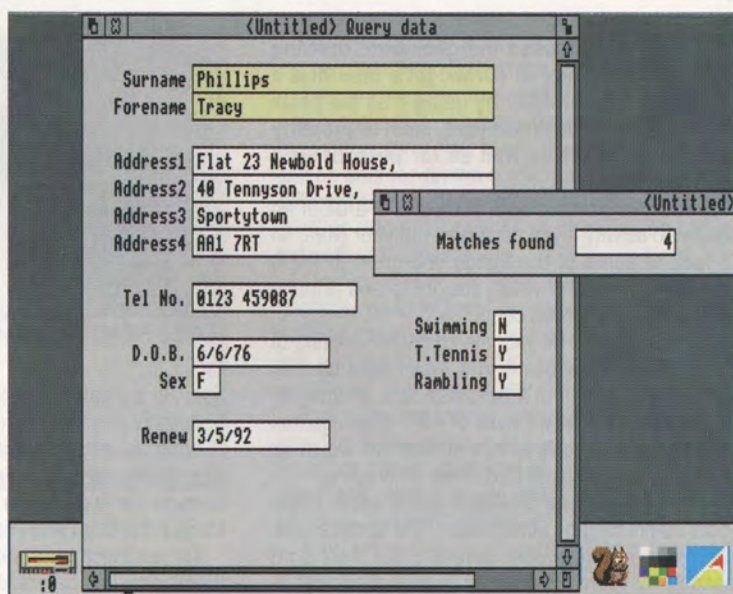 <Untitled> Query data
Surname Phillips
Forename Tracy
Address1 Flat 23 Newbold House,
Address2 40 Tennyson Drive,
<Untitled>
Address3 Sportytown
Matches found 4
Address4 AA1 7RT
Tel No. 0123 459087
Swimming N
D.O.B. 6/6/76
T.Tennis Y
Sex F
Rambling Y
Renew 3/5/92
:0